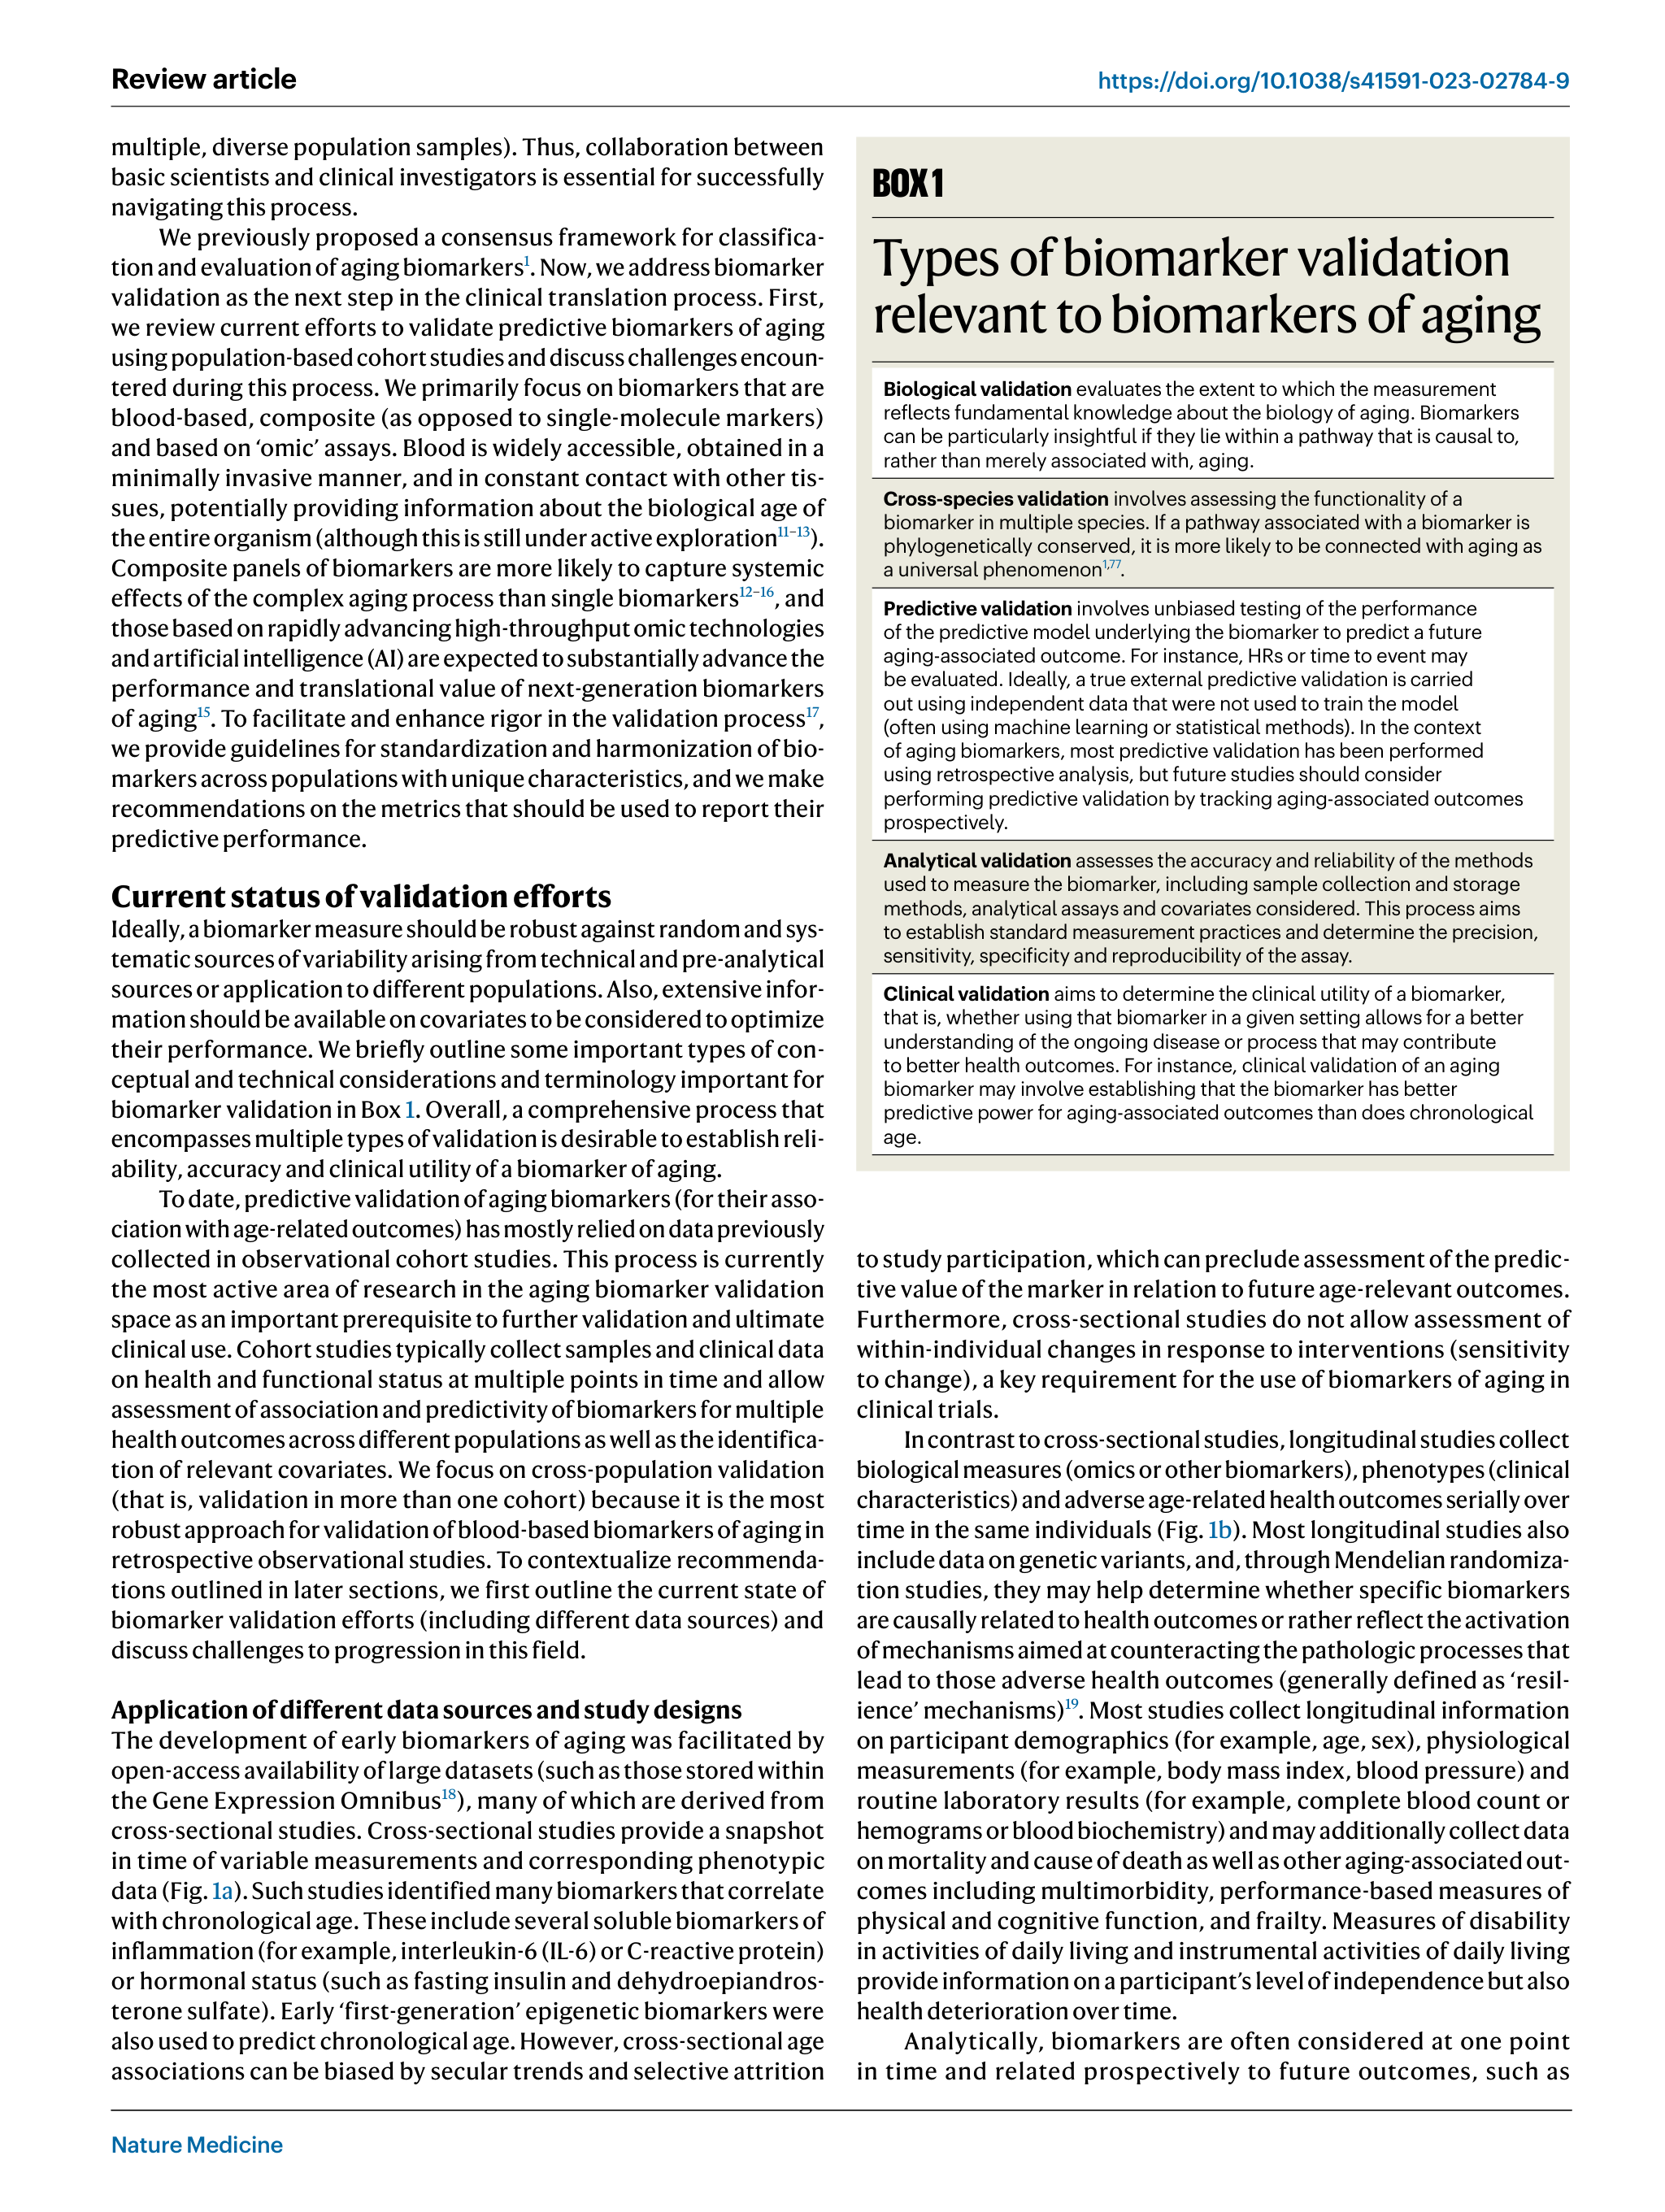 Review article
https://doi.org/10.1038/s41591-023-02784-9
multiple, diverse population samples). Thus, collaboration between
basic scientists and clinical investigators is essential for successfully
navigating this process.
We previously proposed a consensus framework for classifica-
tion and evaluation of aging biomarkers1. Now, we address biomarker
validation as the next step in the clinical translation process. First,
we review current efforts to validate predictive biomarkers of aging
using population-based cohort studies and discuss challenges encoun-
tered during this process. We primarily focus on biomarkers that are
blood-based, composite (as opposed to single-molecule markers)
and based on ‘omic’ assays. Blood is widely accessible, obtained in a
minimally invasive manner, and in constant contact with other tis-
sues, potentially providing information about the biological age of
the entire organism (although this is still under active exploration11–13).
Composite panels of biomarkers are more likely to capture systemic
effects of the complex aging process than single biomarkers12–16, and
those based on rapidly advancing high-throughput omic technologies
and artificial intelligence (AI) are expected to substantially advance the
performance and translational value of next-generation biomarkers
of aging15. To facilitate and enhance rigor in the validation process17,
we provide guidelines for standardization and harmonization of bio-
markers across populations with unique characteristics, and we make
recommendations on the metrics that should be used to report their
predictive performance.
Current status of validation efforts
Ideally, a biomarker measure should be robust against random and sys-
tematic sources of variability arising from technical and pre-analytical
sources or application to different populations. Also, extensive infor-
mation should be available on covariates to be considered to optimize
their performance. We briefly outline some important types of con-
ceptual and technical considerations and terminology important for
biomarker validation in Box 1. Overall, a comprehensive process that
encompasses multiple types of validation is desirable to establish reli-
ability, accuracy and clinical utility of a biomarker of aging.
To date, predictive validation of aging biomarkers (for their asso-
ciation with age-related outcomes) has mostly relied on data previously
collected in observational cohort studies. This process is currently
the most active area of research in the aging biomarker validation
space as an important prerequisite to further validation and ultimate
clinical use. Cohort studies typically collect samples and clinical data
on health and functional status at multiple points in time and allow
assessment of association and predictivity of biomarkers for multiple
health outcomes across different populations as well as the identifica-
tion of relevant covariates. We focus on cross-population validation
(that is, validation in more than one cohort) because it is the most
robust approach for validation of blood-based biomarkers of aging in
retrospective observational studies. To contextualize recommenda-
tions outlined in later sections, we first outline the current state of
biomarker validation efforts (including different data sources) and
discuss challenges to progression in this field.
Application of different data sources and study designs
The development of early biomarkers of aging was facilitated by
open-access availability of large datasets (such as those stored within
the Gene Expression Omnibus18), many of which are derived from
cross-sectional studies. Cross-sectional studies provide a snapshot
in time of variable measurements and corresponding phenotypic
data (Fig. 1a). Such studies identified many biomarkers that correlate
with chronological age. These include several soluble biomarkers of
inflammation (for example, interleukin-6 (IL-6) or C-reactive protein)
or hormonal status (such as fasting insulin and dehydroepiandros-
terone sulfate). Early ‘first-generation’ epigenetic biomarkers were
also used to predict chronological age. However, cross-sectional age
associations can be biased by secular trends and selective attrition
BOX 1
Types of biomarker validation
relevant to biomarkers of aging
Biological validation evaluates the extent to which the measurement
reflects fundamental knowledge about the biology of aging. Biomarkers
can be particularly insightful if they lie within a pathway that is causal to,
rather than merely associated with, aging.
Cross-species validation involves assessing the functionality of a
biomarker in multiple species. If a pathway associated with a biomarker is
phylogenetically conserved, it is more likely to be connected with aging as
a universal phenomenon1,77.
Predictive validation involves unbiased testing of the performance
of the predictive model underlying the biomarker to predict a future
aging-associated outcome. For instance, HRs or time to event may
be evaluated. Ideally, a true external predictive validation is carried
out using independent data that were not used to train the model
(often using machine learning or statistical methods). In the context
of aging biomarkers, most predictive validation has been performed
using retrospective analysis, but future studies should consider
performing predictive validation by tracking aging-associated outcomes
prospectively.
Analytical validation assesses the accuracy and reliability of the methods
used to measure the biomarker, including sample collection and storage
methods, analytical assays and covariates considered. This process aims
to establish standard measurement practices and determine the precision,
sensitivity, specificity and reproducibility of the assay.
Clinical validation aims to determine the clinical utility of a biomarker,
that is, whether using that biomarker in a given setting allows for a better
understanding of the ongoing disease or process that may contribute
to better health outcomes. For instance, clinical validation of an aging
biomarker may involve establishing that the biomarker has better
predictive power for aging-associated outcomes than does chronological
age.
to study participation, which can preclude assessment of the predic-
tive value of the marker in relation to future age-relevant outcomes.
Furthermore, cross-sectional studies do not allow assessment of
within-individual changes in response to interventions (sensitivity
to change), a key requirement for the use of biomarkers of aging in
clinical trials.
In contrast to cross-sectional studies, longitudinal studies collect
biological measures (omics or other biomarkers), phenotypes (clinical
characteristics) and adverse age-related health outcomes serially over
time in the same individuals (Fig. 1b). Most longitudinal studies also
include data on genetic variants, and, through Mendelian randomiza-
tion studies, they may help determine whether specific biomarkers
are causally related to health outcomes or rather reflect the activation
of mechanisms aimed at counteracting the pathologic processes that
lead to those adverse health outcomes (generally defined as ‘resil-
ience’ mechanisms)19. Most studies collect longitudinal information
on participant demographics (for example, age, sex), physiological
measurements (for example, body mass index, blood pressure) and
routine laboratory results (for example, complete blood count or
hemograms or blood biochemistry) and may additionally collect data
on mortality and cause of death as well as other aging-associated out-
comes including multimorbidity, performance-based measures of
physical and cognitive function, and frailty. Measures of disability
in activities of daily living and instrumental activities of daily living
provide information on a participant’s level of independence but also
health deterioration over time.
Analytically, biomarkers are often considered at one point
in time and related prospectively to future outcomes, such as
Nature Medicine